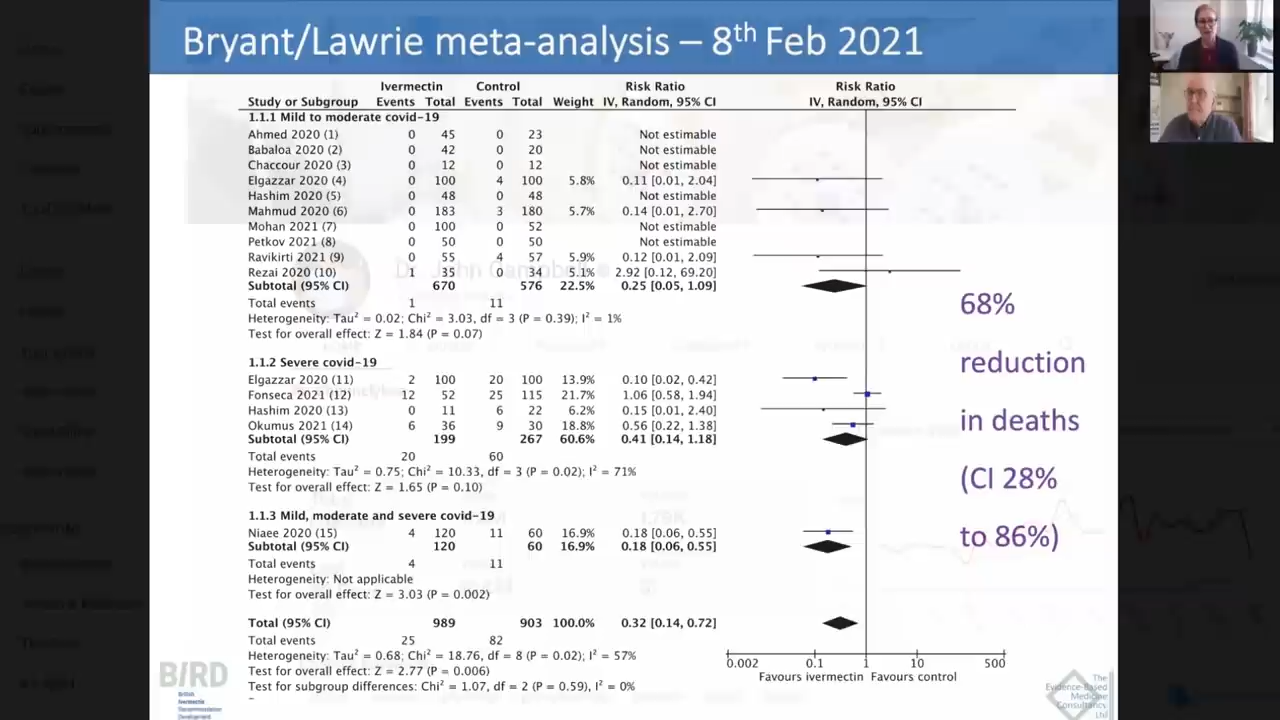 Bryant/Lawrie meta-analysis – 8th Feb 2021
Ivermectin Control Risk Ratio Risk Ratio
Study or Subgroup Events Total Events Total Weight IV, Random, 95% CI IV, Random, 95% CI
1.1.1 Mild to moderate covid-19
Ahmed 2020 (1) 0 45 0 23 Not estimable
Babaloa 2020 (2) 0 42 0 20 Not estimable
Chaccour 2020 (3) 0 12 0 12 Not estimable
Elgazzar 2020 (4) 0 100 4 100 5.8% 0.11 [0.01, 2.04]
Hashim 2020 (5) 0 48 0 48 Not estimable
Mahmud 2020 (6) 0 183 3 180 5.7% 0.14 [0.01, 2.70]
Mohan 2021 (7) 0 100 0 52 Not estimable
Petkov 2021 (8) 0 50 0 50 Not estimable
Ravikirti 2021 (9) 0 55 4 57 5.9% 0.12 [0.01, 2.09]
Rezai 2020 (10) 1 35 0 34 5.1% 2.92 [0.12, 69.20]
Subtotal (95% CI) 670 576 22.5% 0.25 [0.05, 1.09]
Total events 1 11
Heterogeneity: Tau² = 0.02; Chi² = 3.03, df = 3 (P = 0.39); I² = 1%
Test for overall effect: Z = 1.84 (P = 0.07)
1.1.2 Severe covid-19
Elgazzar 2020 (11) 2 100 20 100 13.9% 0.10 [0.02, 0.42]
Fonseca 2021 (12) 12 52 25 115 21.7% 1.06 [0.58, 1.94]
Hashim 2020 (13) 0 11 6 22 6.2% 0.15 [0.01, 2.40]
Okumus 2021 (14) 6 36 9 30 18.8% 0.56 [0.22, 1.38]
Subtotal (95% CI) 199 267 60.6% 0.41 [0.14, 1.18]
Total events 20 60
Heterogeneity: Tau² = 0.75; Chi² = 10.33, df = 3 (P = 0.02); I² = 71%
Test for overall effect: Z = 1.65 (P = 0.10)
1.1.3 Mild, moderate and severe covid-19
Niaee 2020 (15) 4 120 11 60 16.9% 0.18 [0.06, 0.55]
Subtotal (95% CI) 120 60 16.9% 0.18 [0.06, 0.55]
Total events 4 11
Heterogeneity: Not applicable
Test for overall effect: Z = 3.03 (P = 0.002)
Total (95% CI) 989 903 100.0% 0.32 [0.14, 0.72]
Total events 25 82
Heterogeneity: Tau² = 0.68; Chi² = 18.76, df = 8 (P = 0.02); I² = 57%
Test for overall effect: Z = 2.77 (P = 0.006)
Test for subgroup differences: Chi² = 1.07, df = 2 (P = 0.59), I² = 0%
0.002 0.1 1 10 500
Favours ivermectin Favours control
68%
reduction
in deaths
(CI 28%
to 86%)
Dr. John Campbell
BIRD
British
Ivermectin
Recommendation
Development
The
Evidence-Based
Medicine
Consultancy
Ltd